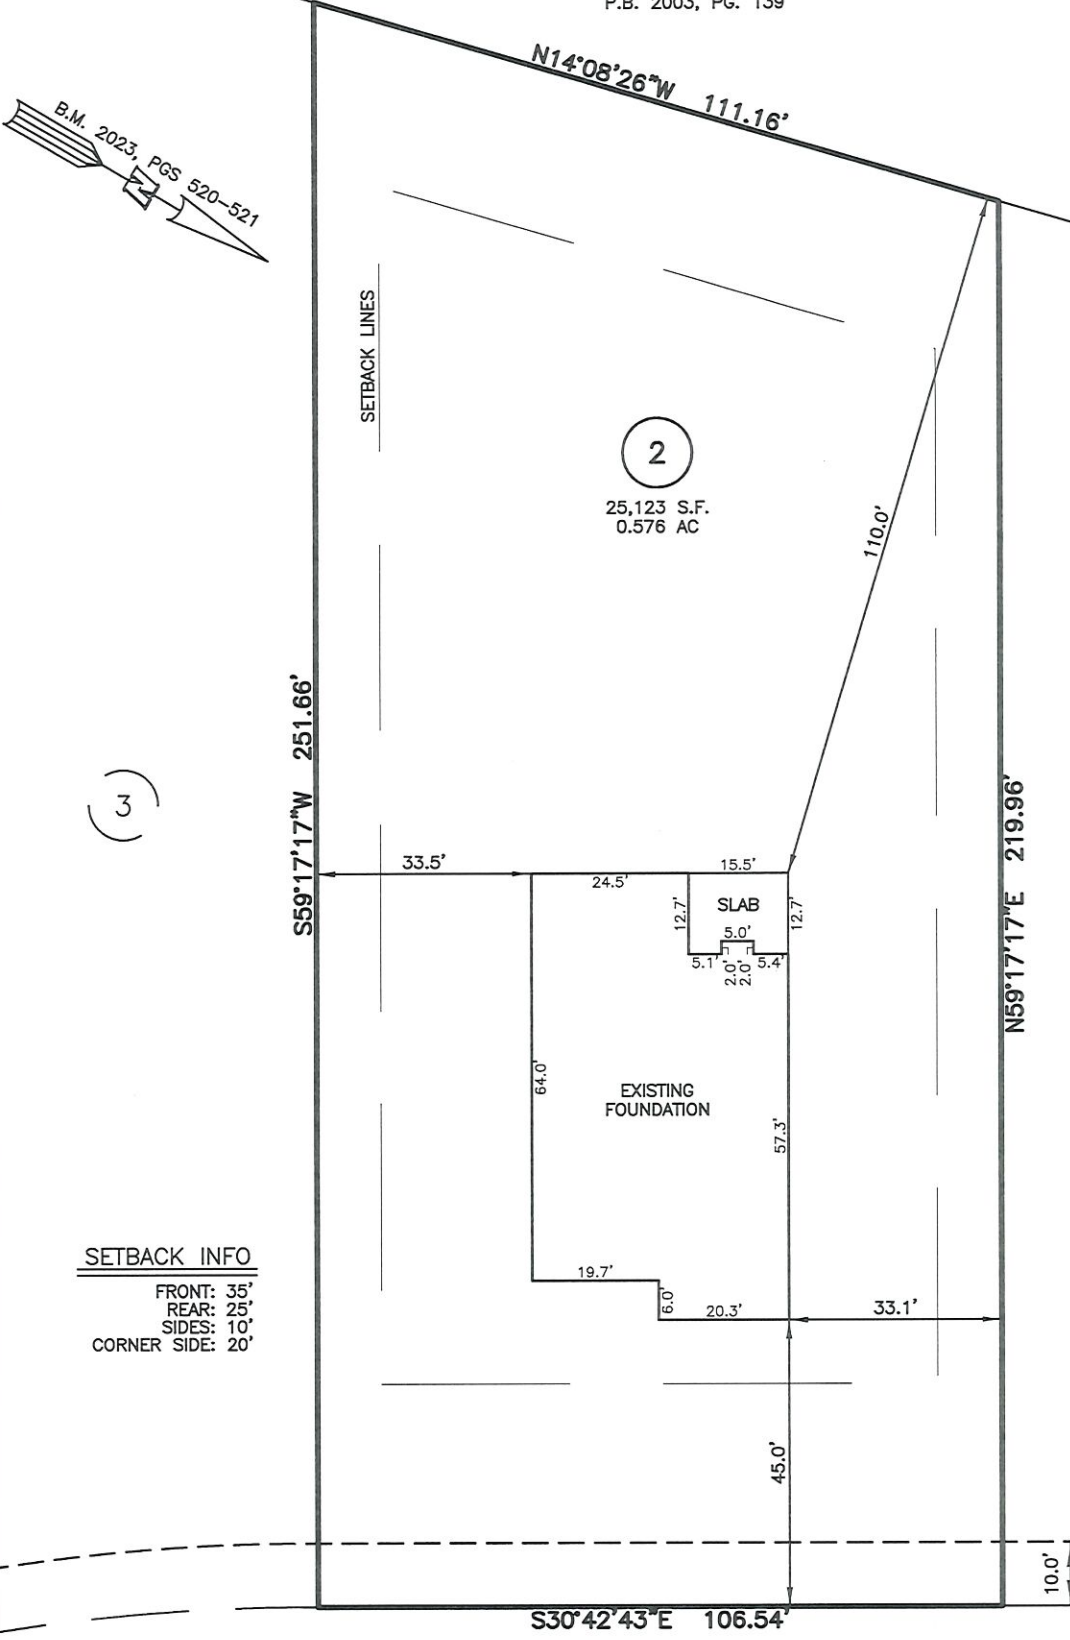 P.B. 2003, PG. 139
N14°08'26"W 111.16'
B.M. 2023, PGS 520-521
N
SETBACK LINES
2
25,123 S.F.
0.576 AC
110.0'
S59°17'17"W 251.66'
3
N59°17'17"E 219.96'
33.5'
15.5'
24.5'
12.7'
SLAB
12.7'
5.0'
5.1'
2.0'
2.0'
5.4'
64.0'
EXISTING
FOUNDATION
57.3'
SETBACK INFO
FRONT: 35'
REAR: 25'
SIDES: 10'
CORNER SIDE: 20'
19.7'
6.0'
20.3'
33.1'
45.0'
10.0'
S30°42'43"E 106.54'